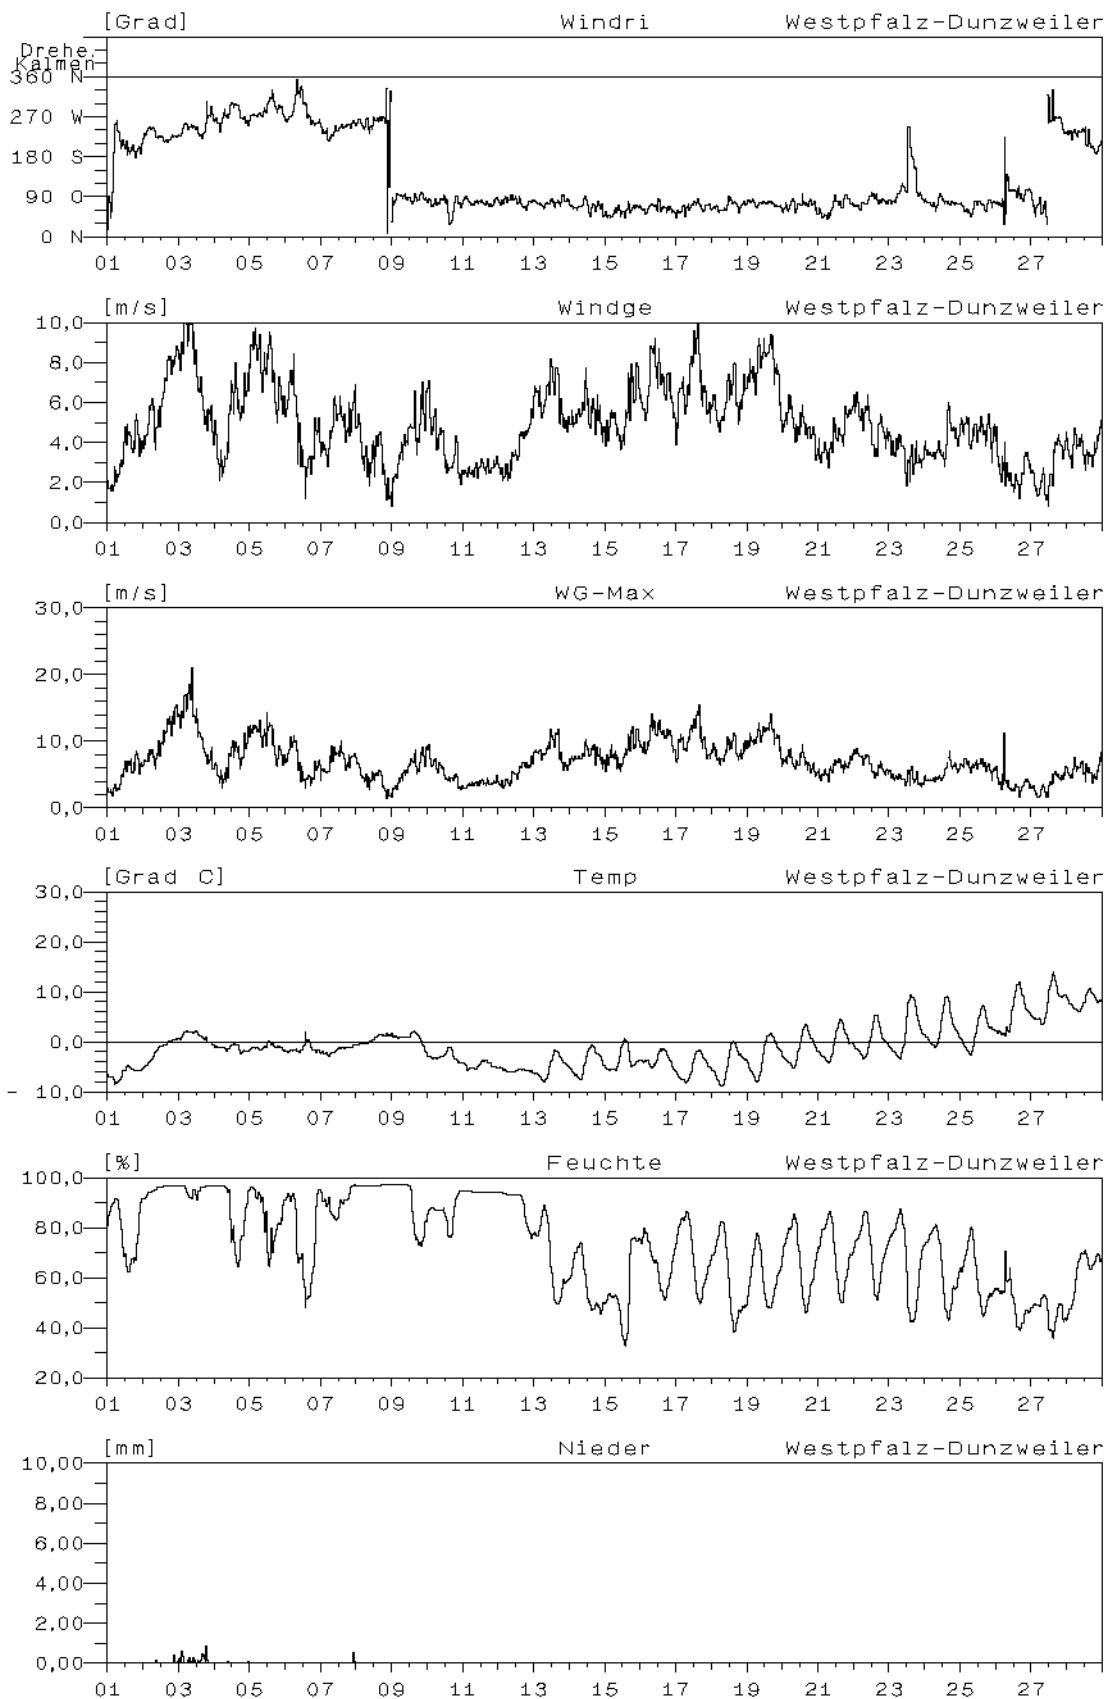 [Grad] Windri Westpfalz-Dunzweiler
Drehe.
Kalmen
360 N
270 W
180 S
90 O
0 N
01 03 05 07 09 11 13 15 17 19 21 23 25 27
[m/s] Windge Westpfalz-Dunzweiler
10,0
8,0
6,0
4,0
2,0
0,0
01 03 05 07 09 11 13 15 17 19 21 23 25 27
[m/s] WG-Max Westpfalz-Dunzweiler
30,0
20,0
10,0
0,0
01 03 05 07 09 11 13 15 17 19 21 23 25 27
[Grad C] Temp Westpfalz-Dunzweiler
30,0
20,0
10,0
0,0
- 10,0
01 03 05 07 09 11 13 15 17 19 21 23 25 27
[%] Feuchte Westpfalz-Dunzweiler
100,0
80,0
60,0
40,0
20,0
01 03 05 07 09 11 13 15 17 19 21 23 25 27
[mm] Nieder Westpfalz-Dunzweiler
10,00
8,00
6,00
4,00
2,00
0,00
01 03 05 07 09 11 13 15 17 19 21 23 25 27